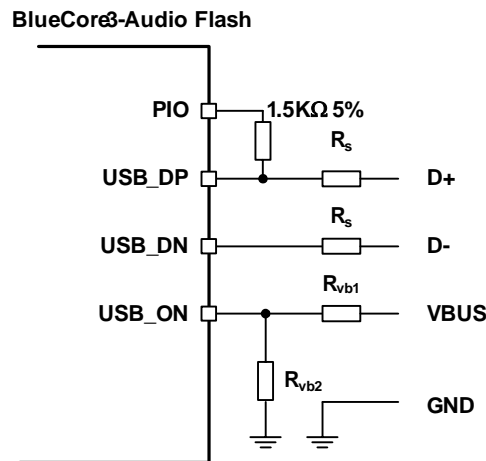 BlueCore3-Audio Flash
PIO
1.5KΩ 5%
Rs
USB_DP
D+
Rs
USB_DN
D-
Rvb1
USB_ON
VBUS
Rvb2
GND